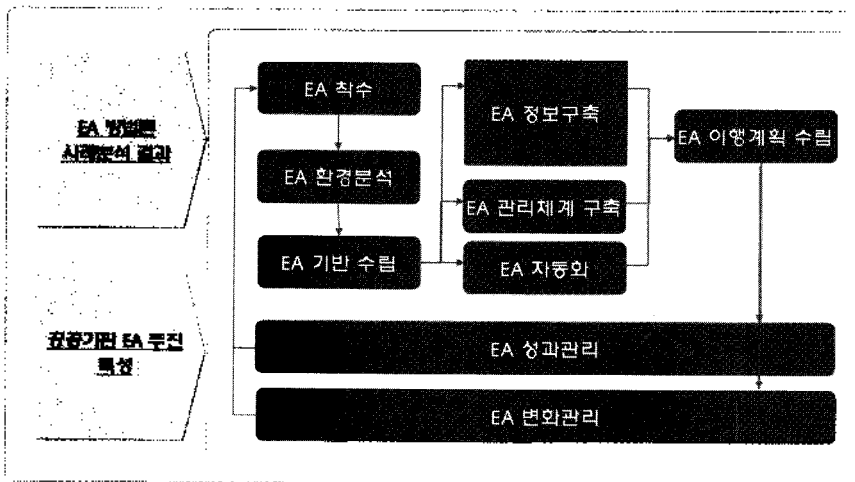 EA 방법론
사례분석 결과
공공기관 EA 추진
특성
EA 착수
EA 환경분석
EA 기반 수립
EA 정보구축
EA 관리체계 구축
EA 자동화
EA 이행계획 수립
EA 성과관리
EA 변화관리